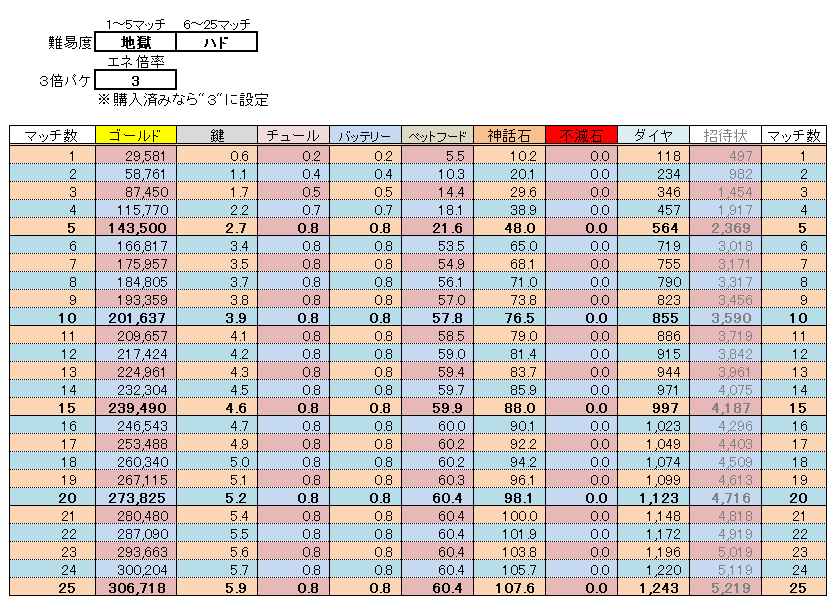 1～5マッチ 6～25マッチ
難易度 地獄 ハド
エネ倍率
3倍バケ 3
※購入済みなら"3"に設定
マッチ数 ゴールド 鍵 チュール バッテリー ペットフード 神話石 不滅石 ダイヤ 招待状 マッチ数
1 29,581 0.6 0.2 0.2 5.5 10.2 0.0 118 497 1
2 58,761 1.1 0.4 0.4 10.3 20.1 0.0 234 982 2
3 87,450 1.7 0.5 0.5 14.4 29.6 0.0 346 1,454 3
4 115,770 2.2 0.7 0.7 18.1 38.9 0.0 457 1,917 4
5 143,500 2.7 0.8 0.8 21.6 48.0 0.0 564 2,369 5
6 166,817 3.4 0.8 0.8 53.5 65.0 0.0 719 3,018 6
7 175,957 3.5 0.8 0.8 54.9 68.1 0.0 755 3,171 7
8 184,805 3.7 0.8 0.8 56.1 71.0 0.0 790 3,317 8
9 193,359 3.8 0.8 0.8 57.0 73.8 0.0 823 3,456 9
10 201,637 3.9 0.8 0.8 57.8 76.5 0.0 855 3,590 10
11 209,657 4.1 0.8 0.8 58.5 79.0 0.0 886 3,719 11
12 217,424 4.2 0.8 0.8 59.0 81.4 0.0 915 3,842 12
13 224,961 4.3 0.8 0.8 59.4 83.7 0.0 944 3,961 13
14 232,304 4.5 0.8 0.8 59.7 85.9 0.0 971 4,075 14
15 239,490 4.6 0.8 0.8 59.9 88.0 0.0 997 4,187 15
16 246,543 4.7 0.8 0.8 60.0 90.1 0.0 1,023 4,296 16
17 253,488 4.9 0.8 0.8 60.2 92.2 0.0 1,049 4,403 17
18 260,340 5.0 0.8 0.8 60.2 94.2 0.0 1,074 4,509 18
19 267,115 5.1 0.8 0.8 60.3 96.1 0.0 1,099 4,613 19
20 273,825 5.2 0.8 0.8 60.4 98.1 0.0 1,123 4,716 20
21 280,480 5.4 0.8 0.8 60.4 100.0 0.0 1,148 4,818 21
22 287,090 5.5 0.8 0.8 60.4 101.9 0.0 1,172 4,919 22
23 293,663 5.6 0.8 0.8 60.4 103.8 0.0 1,196 5,019 23
24 300,204 5.7 0.8 0.8 60.4 105.7 0.0 1,220 5,119 24
25 306,718 5.9 0.8 0.8 60.4 107.6 0.0 1,243 5,219 25